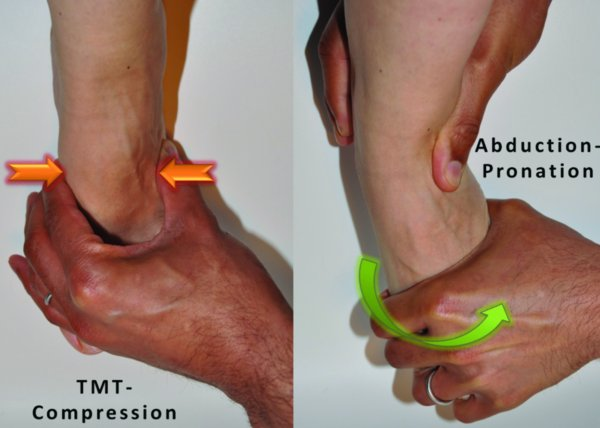 TMT-
Compression
Abduction-
Pronation